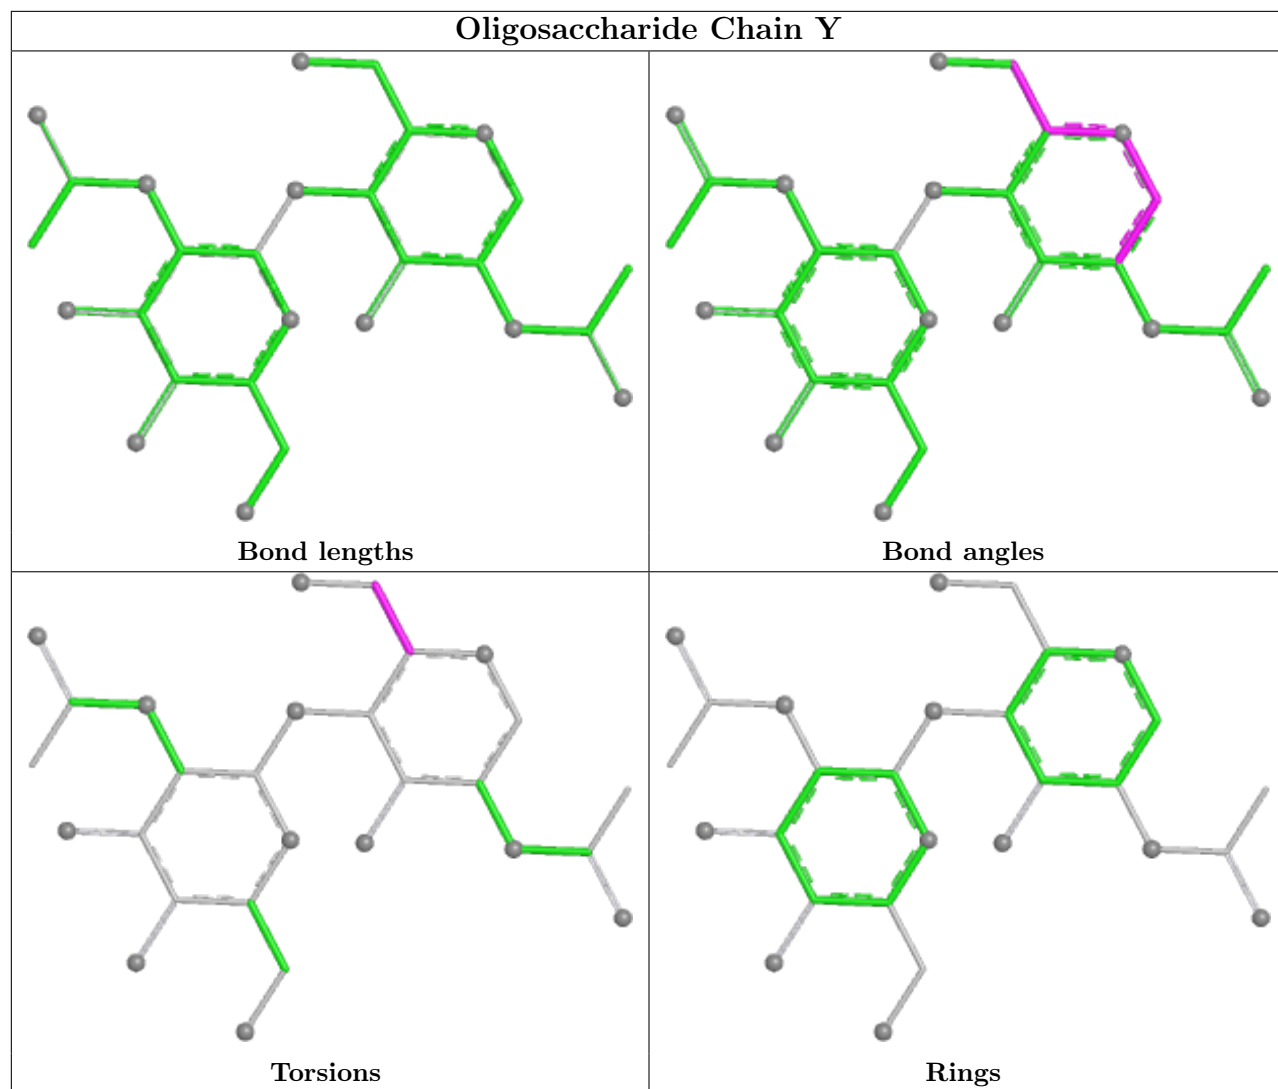 Oligosaccharide Chain Y
Bond lengths
Bond angles
Torsions
Rings